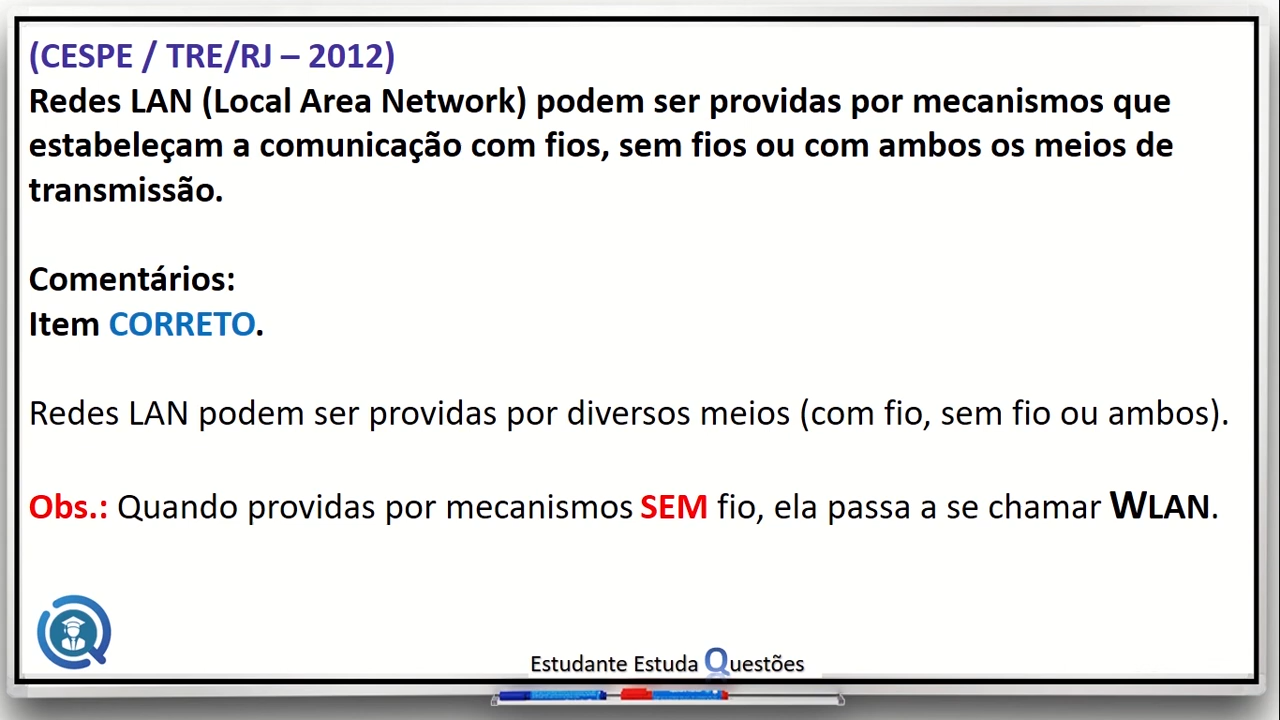 (CESPE / TRE/RJ – 2012)
Redes LAN (Local Area Network) podem ser providas por mecanismos que
estabeleçam a comunicação com fios, sem fios ou com ambos os meios de
transmissão.
Comentários:
Item CORRETO.
Redes LAN podem ser providas por diversos meios (com fio, sem fio ou ambos).
Obs.: Quando providas por mecanismos SEM fio, ela passa a se chamar WLAN.
Estudante Estuda Questões